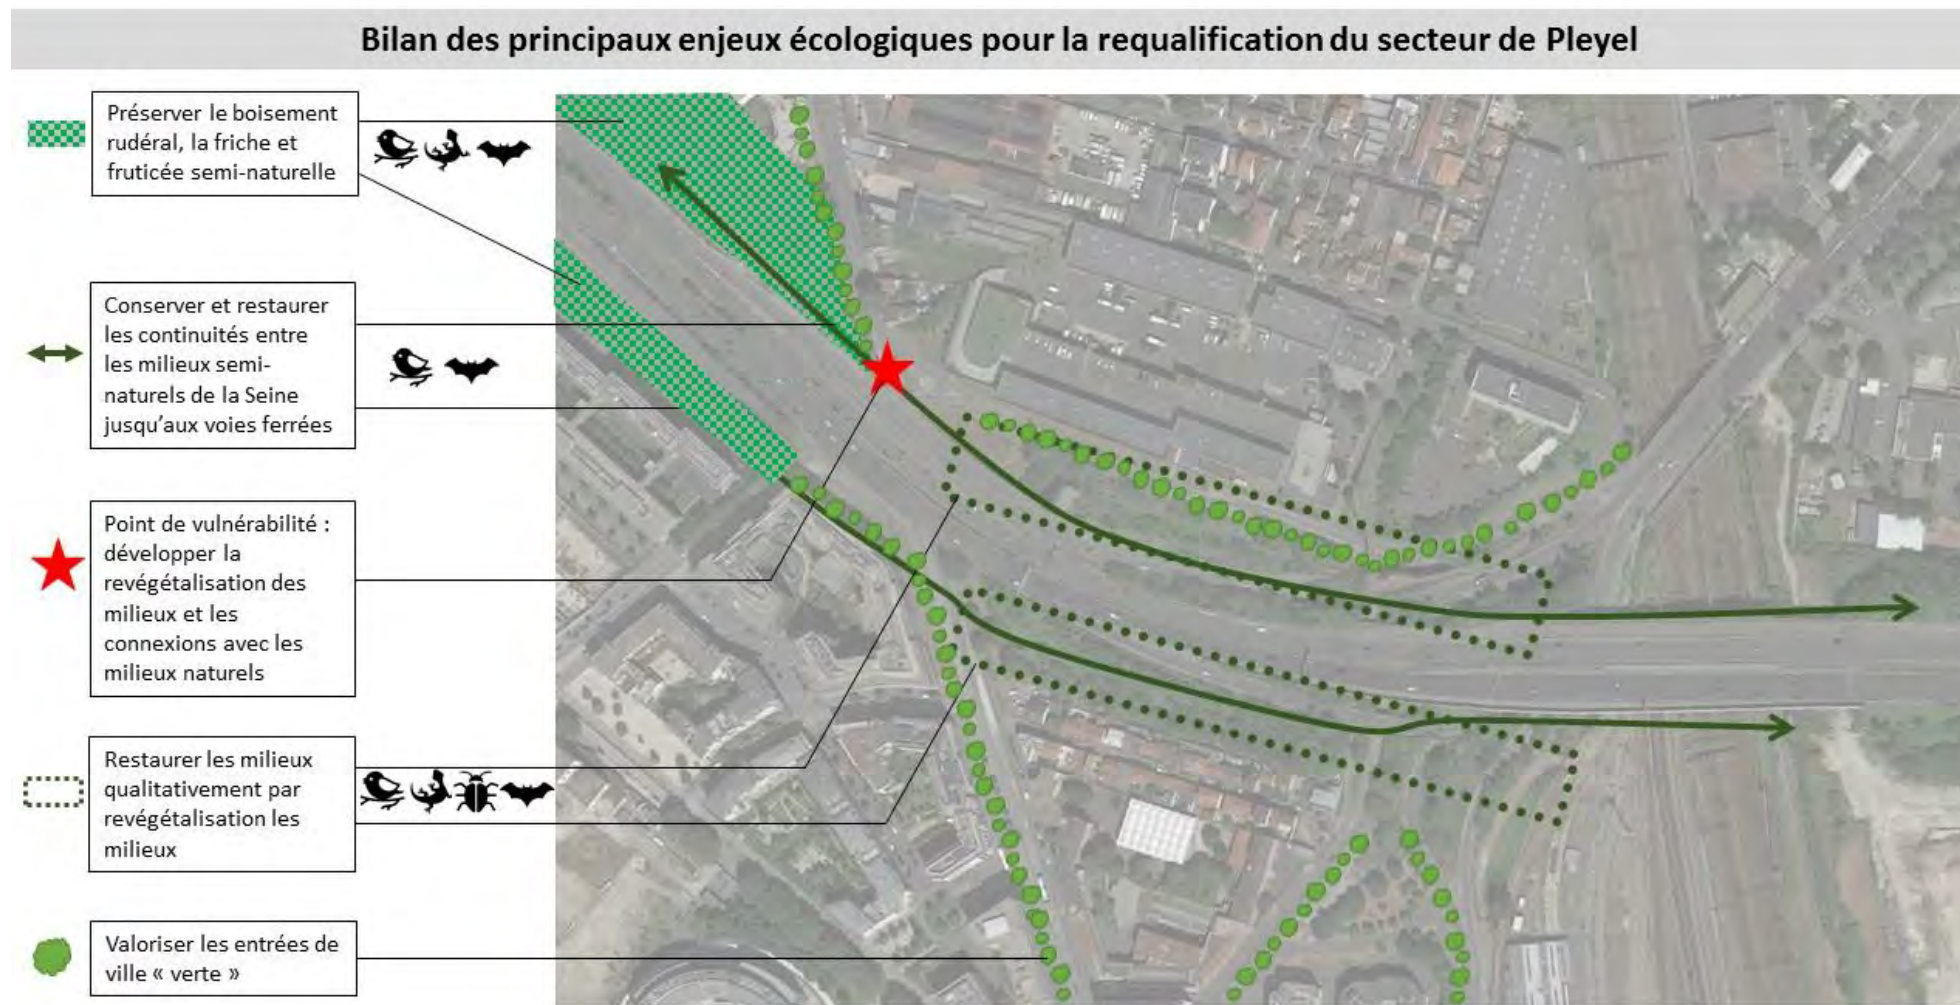 Bilan des principaux enjeux écologiques pour la requalification du secteur de Pleyel
Préserver le boisement
rudéral, la friche et
fruticée semi-naturelle
Conserver et restaurer
les continuités entre
les milieux semi-
naturels de la Seine
jusqu'aux voies ferrées
Point de vulnérabilité :
développer la
revégétalisation des
milieux et les
connexions avec les
milieux naturels
Restaurer les milieux
qualitativement par
revégétalisation les
milieux
Valoriser les entrées de
ville « verte »